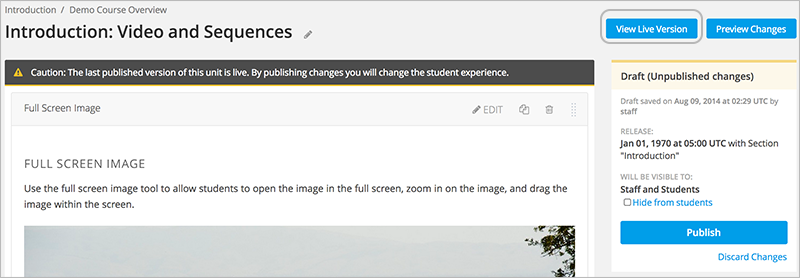 Introduction / Demo Course Overview
Introduction: Video and Sequences
View Live Version
Preview Changes
Caution: The last published version of this unit is live. By publishing changes you will change the student experience.
Full Screen Image
EDIT
FULL SCREEN IMAGE
Use the full screen image tool to allow students to open the image in the full screen, zoom in on the image, and drag the
image within the screen.
Draft (Unpublished changes)
Draft saved on Aug 09, 2014 at 02:29 UTC by
staff
RELEASE:
Jan 01, 1970 at 05:00 UTC with Section
"Introduction"
WILL BE VISIBLE TO:
Staff and Students
Hide from students
Publish
Discard Changes